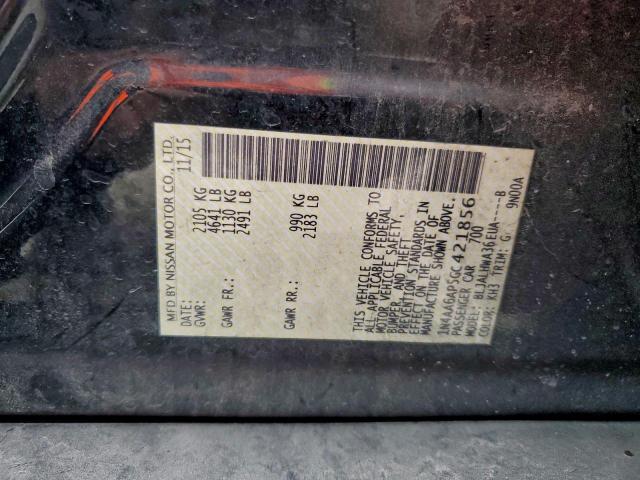 MFD BY NISSAN MOTOR CO., LTD.
DATE: 11/15
GVWR: 2105 KG
4641 LB
GAWR FR: 1130 KG
2491 LB
GAWR RR: 990 KG
2183 LB
THIS VEHICLE CONFORMS TO
ALL APPLICABLE FEDERAL
MOTOR VEHICLE SAFETY,
BUMPER, AND THEFT
PREVENTION STANDARDS IN
EFFECT ON THE DATE OF
MANUFACTURE SHOWN ABOVE.
1N4AA6AP5GC421856
PASSENGER CAR 700
MODEL: BLJALHWA36EUA-----B
COLOR: KH3 TRIM: G 9N00A